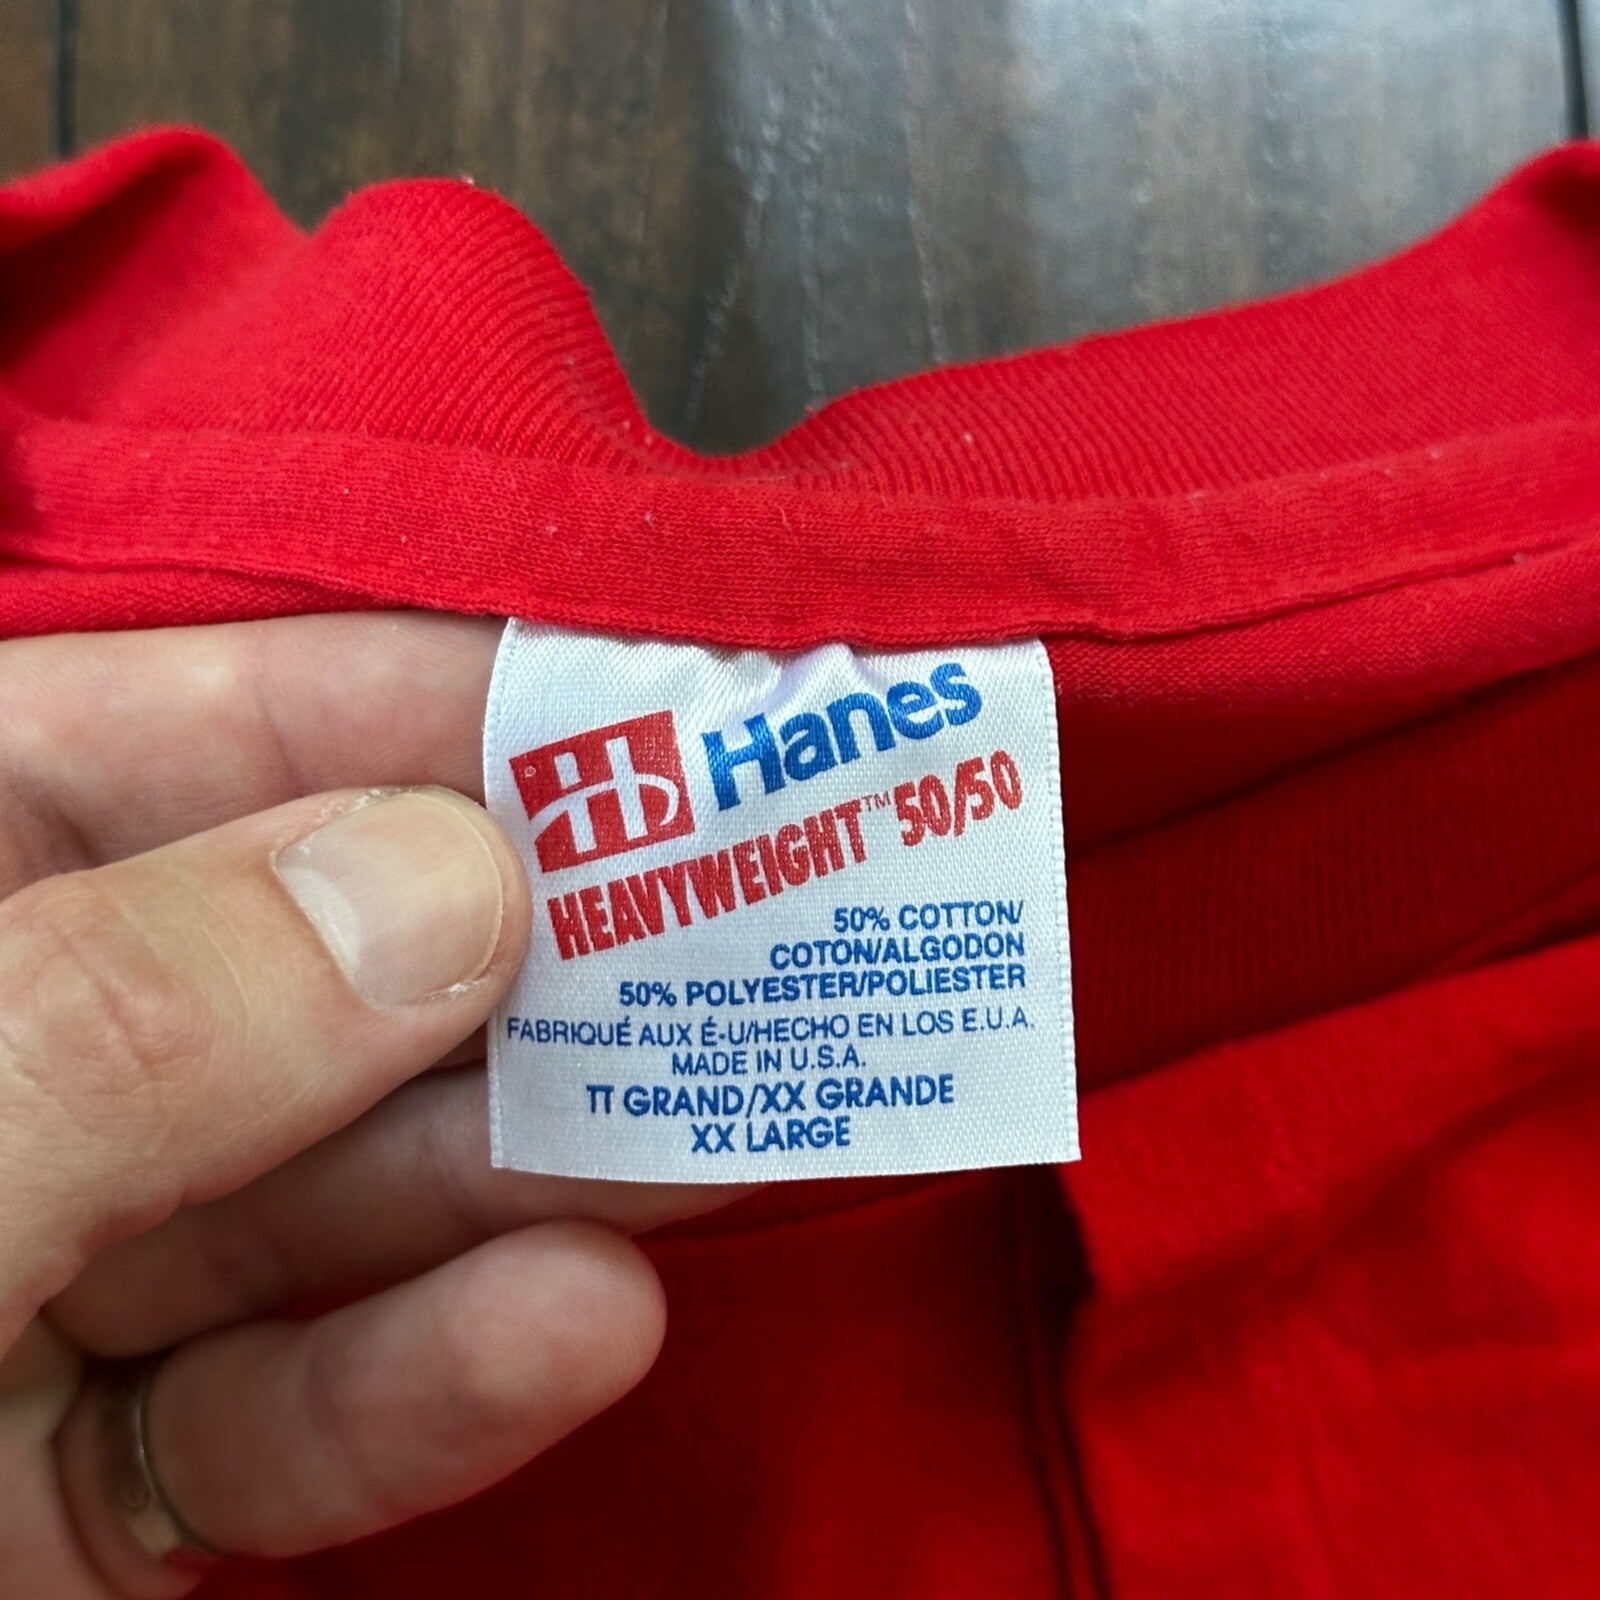 Hanes
HEAVYWEIGHT™ 50/50
50% COTTON/
COTON/ALGODON
50% POLYESTER/POLIESTER
FABRIQUÉ AUX É-U/HECHO EN LOS E.U.A.
MADE IN U.S.A.
TT GRAND/XX GRANDE
XX LARGE